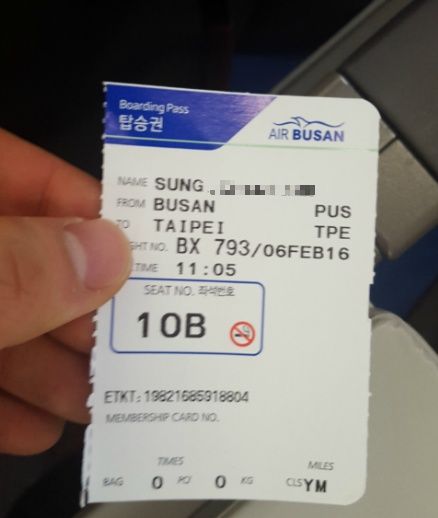 Boarding Pass
탑승권
AIR BUSAN
NAME SUNG
FROM BUSAN PUS
TO TAIPEI TPE
GHT NO. BX 793/06FEB16
TIME 11:05
SEAT NO. 좌석번호
10B
ETKT:19821685918804
MEMBERSHIP CARD NO.
TIMES MILES
BAG 0 PC/ 0 KG CLS YM